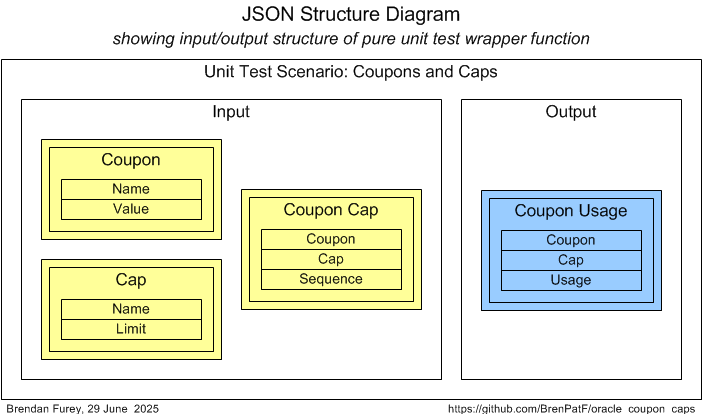 JSON Structure Diagram
showing input/output structure of pure unit test wrapper function
Unit Test Scenario: Coupons and Caps
Input
Coupon
Name
Value
Cap
Name
Limit
Coupon Cap
Coupon
Cap
Sequence
Output
Coupon Usage
Coupon
Cap
Usage
Brendan Furey, 29 June 2025
https://github.com/BrenPatF/oracle_coupon_caps